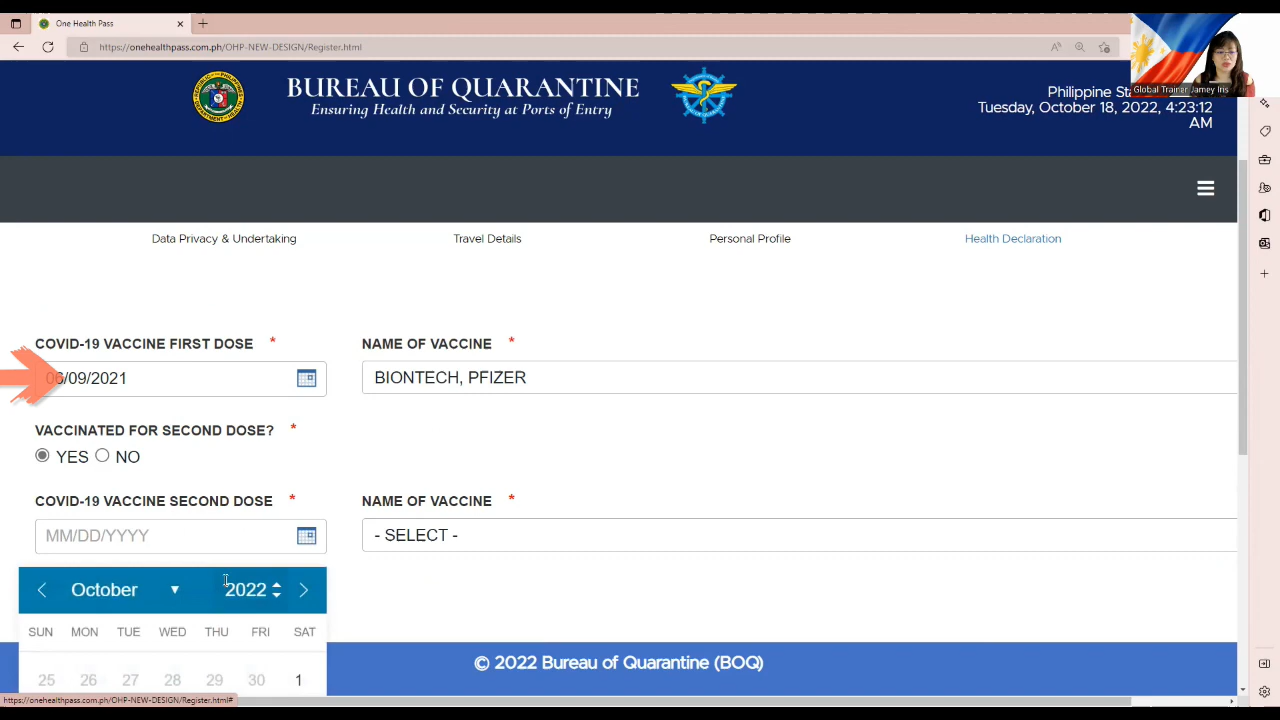 One Health Pass
https://onehealthpass.com.ph/OHP-NEW-DESIGN/Register.html
Global Trainer Jamey Iris
BUREAU OF QUARANTINE
Ensuring Health and Security at Ports of Entry
Philippine
Tuesday, October 18, 2022, 4:23:12
AM
Data Privacy & Undertaking
Travel Details
Personal Profile
Health Declaration
COVID-19 VACCINE FIRST DOSE *
NAME OF VACCINE *
06/09/2021
BIONTECH, PFIZER
VACCINATED FOR SECOND DOSE? *
YES NO
COVID-19 VACCINE SECOND DOSE *
NAME OF VACCINE *
MM/DD/YYYY
- SELECT -
October 2022
SUN MON TUE WED THU FRI SAT
25 26 27 28 29 30 1
© 2022 Bureau of Quarantine (BOQ)
https://onehealthpass.com.ph/OHP-NEW-DESIGN/Register.html#